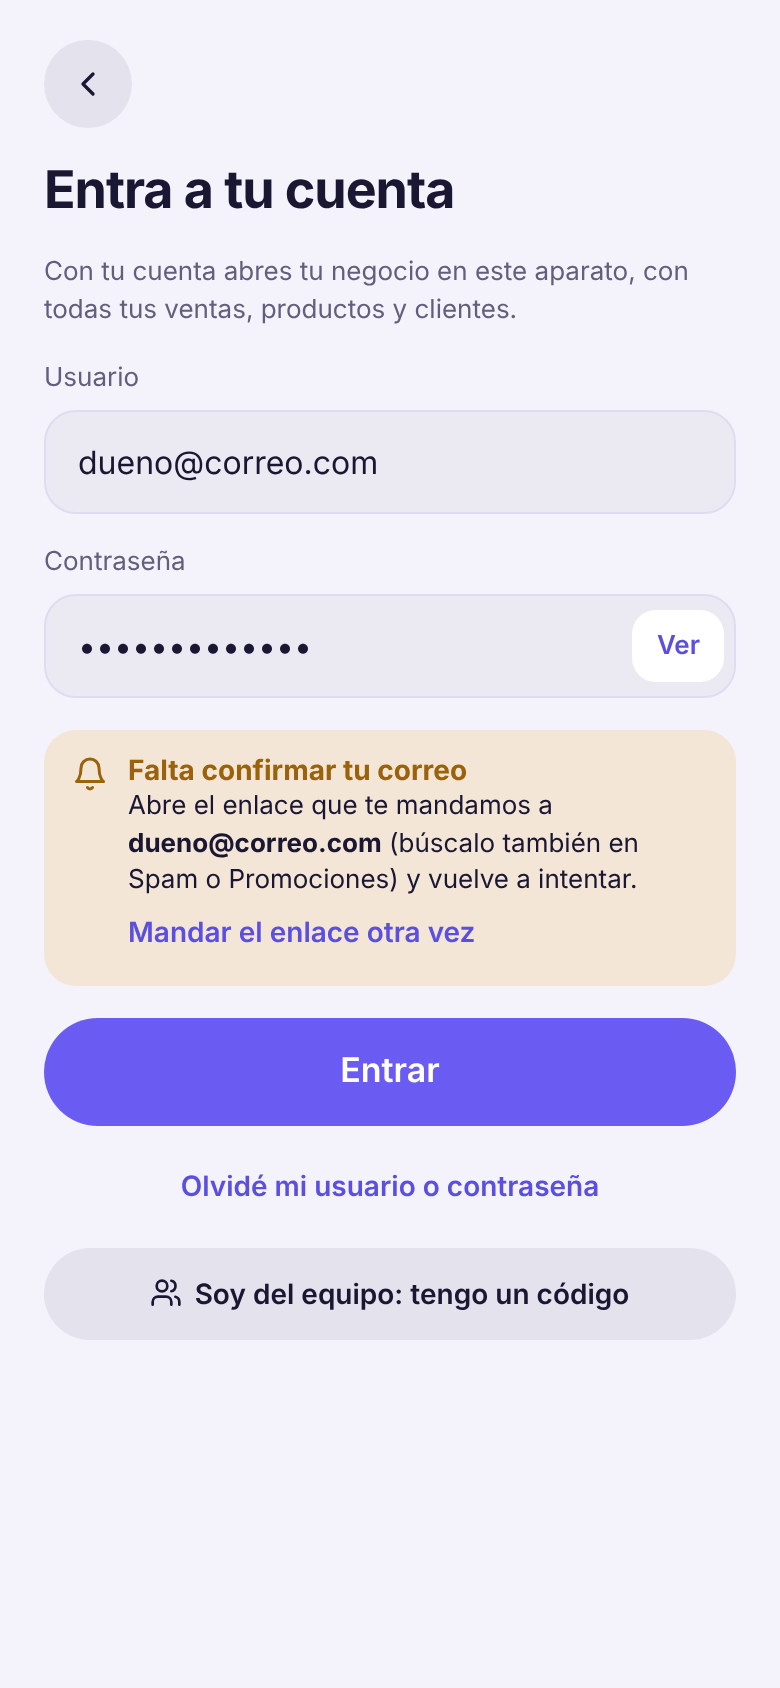 Entra a tu cuenta
Con tu cuenta abres tu negocio en este aparato, con
todas tus ventas, productos y clientes.
Usuario
dueno@correo.com
Contraseña
•••••••••••••
Ver
Falta confirmar tu correo
Abre el enlace que te mandamos a
dueno@correo.com (búscalo también en
Spam o Promociones) y vuelve a intentar.
Mandar el enlace otra vez
Entrar
Olvidé mi usuario o contraseña
Soy del equipo: tengo un código